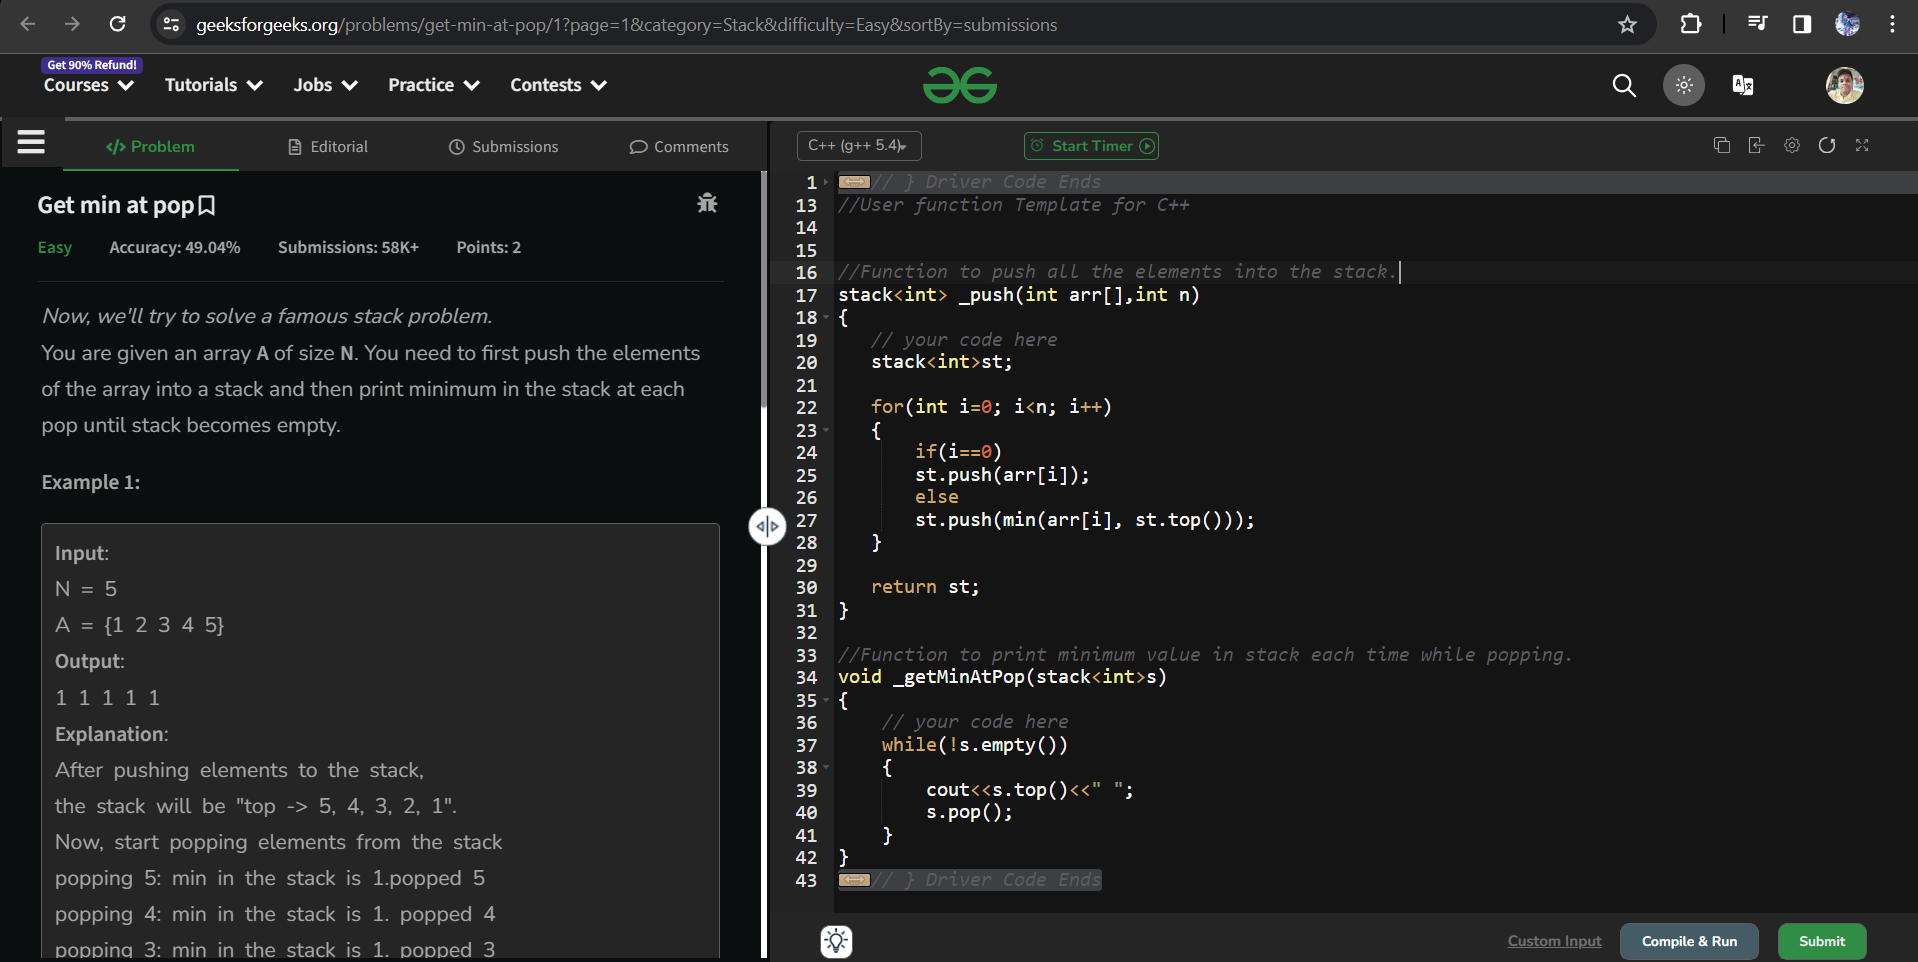 geeksforgeeks.org/problems/get-min-at-pop/1?page=1&category=Stack&difficulty=Easy&sortBy=submissions
Get 90% Refund!
Courses Tutorials Jobs Practice Contests
</> Problem Editorial Submissions Comments
Get min at pop
Easy Accuracy: 49.04% Submissions: 58K+ Points: 2
Now, we'll try to solve a famous stack problem.
You are given an array A of size N. You need to first push the elements
of the array into a stack and then print minimum in the stack at each
pop until stack becomes empty.
Example 1:
Input:
N = 5
A = {1 2 3 4 5}
Output:
1 1 1 1 1
Explanation:
After pushing elements to the stack,
the stack will be "top -> 5, 4, 3, 2, 1".
Now, start popping elements from the stack
popping 5: min in the stack is 1.popped 5
popping 4: min in the stack is 1. popped 4
popping 3: min in the stack is 1. popped 3
C++ (g++ 5.4) Start Timer
1 // } Driver Code Ends
13 //User function Template for C++
14
15
16 //Function to push all the elements into the stack.
17 stack<int> _push(int arr[],int n)
18 {
19 // your code here
20 stack<int>st;
21
22 for(int i=0; i<n; i++)
23 {
24 if(i==0)
25 st.push(arr[i]);
26 else
27 st.push(min(arr[i], st.top()));
28 }
29
30 return st;
31 }
32
33 //Function to print minimum value in stack each time while popping.
34 void _getMinAtPop(stack<int>s)
35 {
36 // your code here
37 while(!s.empty())
38 {
39 cout<<s.top()<<" ";
40 s.pop();
41 }
42 }
43 // } Driver Code Ends
Custom Input Compile & Run Submit